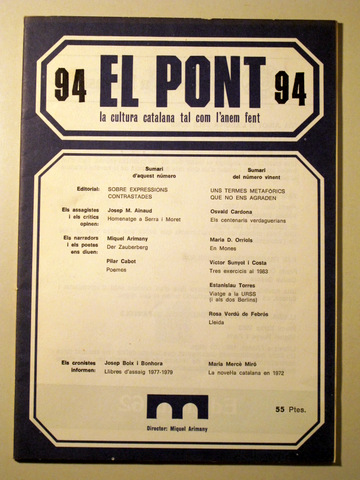 94 EL PONT 94
la cultura catalana tal com l'anem fent
Sumari
d'aquest número
Sumari
del número vinent
Editorial:
SOBRE EXPRESSIONS
CONTRASTADES
UNS TERMES METAFORICS
QUE NO ENS AGRADEN
Els assagistes
i els crítics
opinen:
Josep M. Ainaud
Homenatge a Serra i Moret
Osvald Cardona
Els centenaris verdaguerians
Els narradors
i els poetes
ens diuen:
Miquel Arimany
Der Zauberberg
Maria D. Orriols
En Mones
Pilar Cabot
Poemes
Víctor Sunyol i Costa
Tres exercicis al 1983
Estanislau Torres
Viatge a la URSS
(i als dos Berlins)
Rosa Verdú de Febrós
Lleida
Els cronistes
informen:
Josep Boix i Bonhora
Llibres d'assaig 1977-1979
Maria Mercè Miró
La novel·la catalana en 1972
55 Ptes.
Director: Miquel Arimany